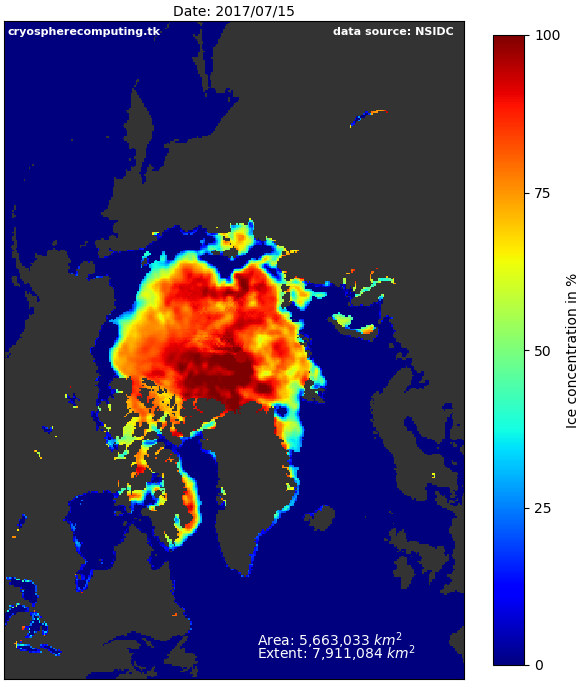 Date: 2017/07/15
cryospherecomputing.tk
data source: NSIDC
Area: 5,663,033 km²
Extent: 7,911,084 km²
100
75
50
25
0
Ice concentration in %